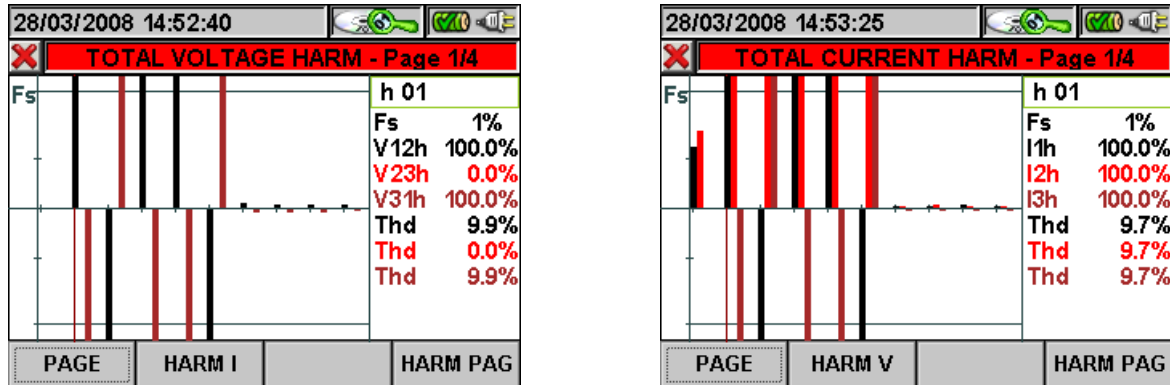 28/03/2008 14:52:40
TOTAL VOLTAGE HARM - Page 1/4
Fs
h 01
Fs 1%
V12h 100.0%
V23h 0.0%
V31h 100.0%
Thd 9.9%
Thd 0.0%
Thd 9.9%
PAGE HARM I HARM PAG
28/03/2008 14:53:25
TOTAL CURRENT HARM - Page 1/4
Fs
h 01
Fs 1%
I1h 100.0%
I2h 100.0%
I3h 100.0%
Thd 9.7%
Thd 9.7%
Thd 9.7%
PAGE HARM V HARM PAG